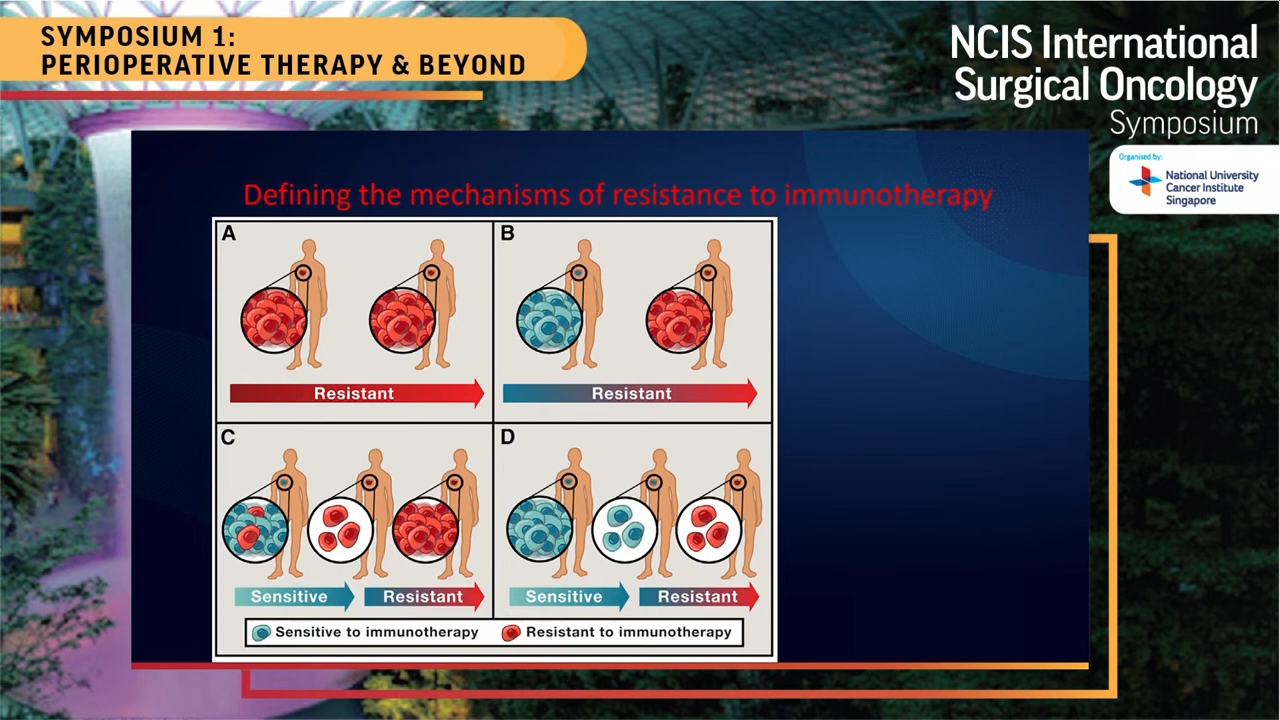 SYMPOSIUM 1:
PERIOPERATIVE THERAPY & BEYOND
NCIS International
Surgical Oncology
Symposium
Organised by:
National University
Cancer Institute
Singapore
Defining the mechanisms of resistance to immunotherapy
A
B
Resistant
Resistant
C
D
Sensitive
Resistant
Sensitive
Resistant
Sensitive to immunotherapy
Resistant to immunotherapy